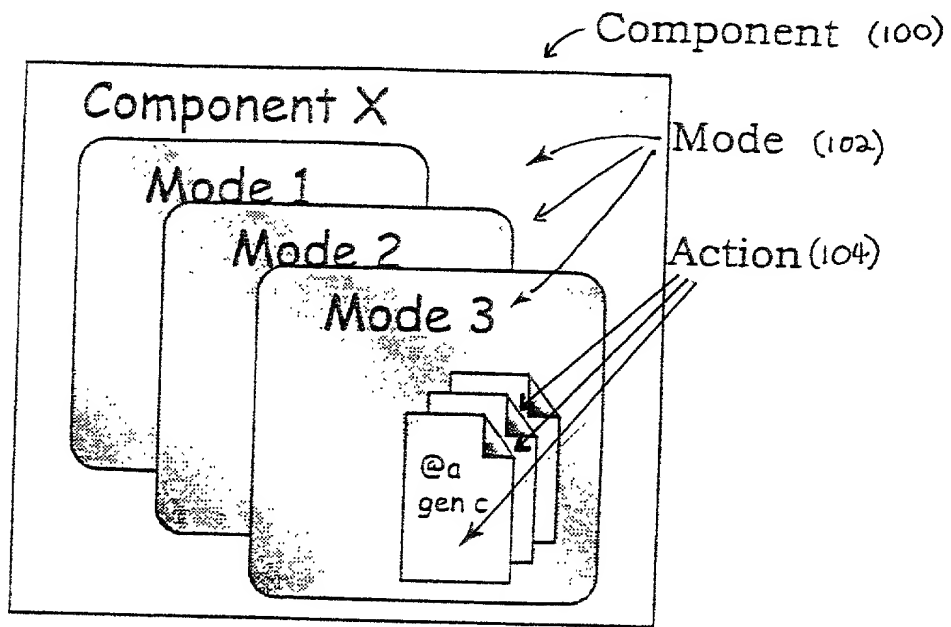 Component (100)
Component X
Mode (102)
Mode 1
Mode 2
Action (104)
Mode 3
@a
gen c